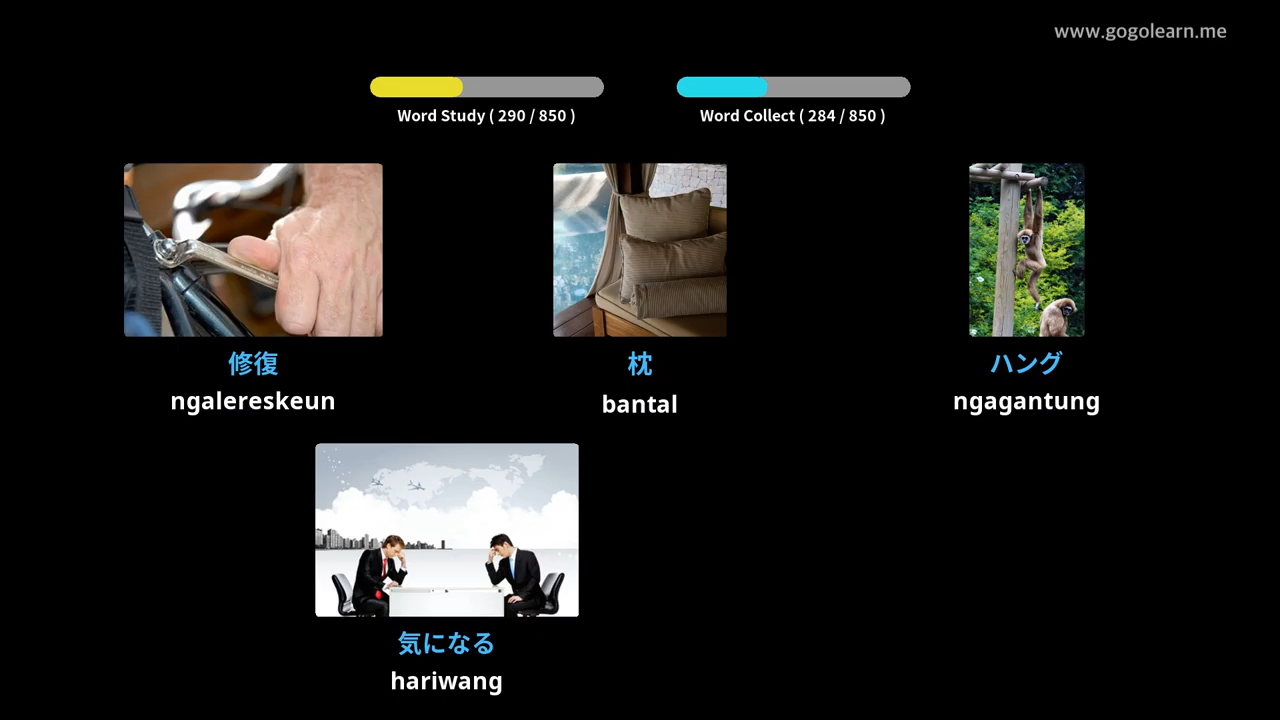 www.gogolearn.me
Word Study ( 290 / 850 )
Word Collect ( 284 / 850 )
修復
ngalereskeun
枕
bantal
ハング
ngagantung
気になる
hariwang